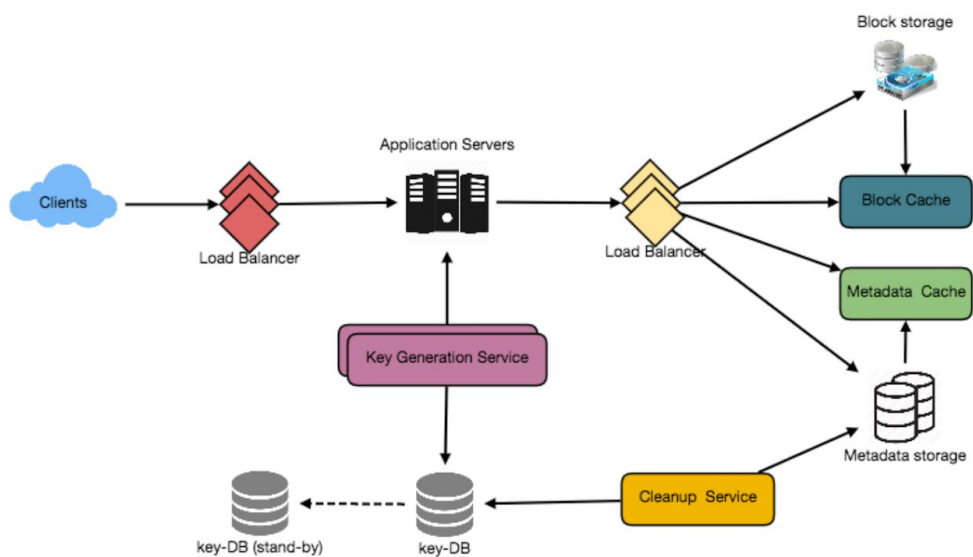 Block storage
Application Servers
Clients
Block Cache
Load Balancer
Load Balancer
Metadata Cache
Key Generation Service
Metadata storage
Cleanup Service
key-DB (stand-by)
key-DB